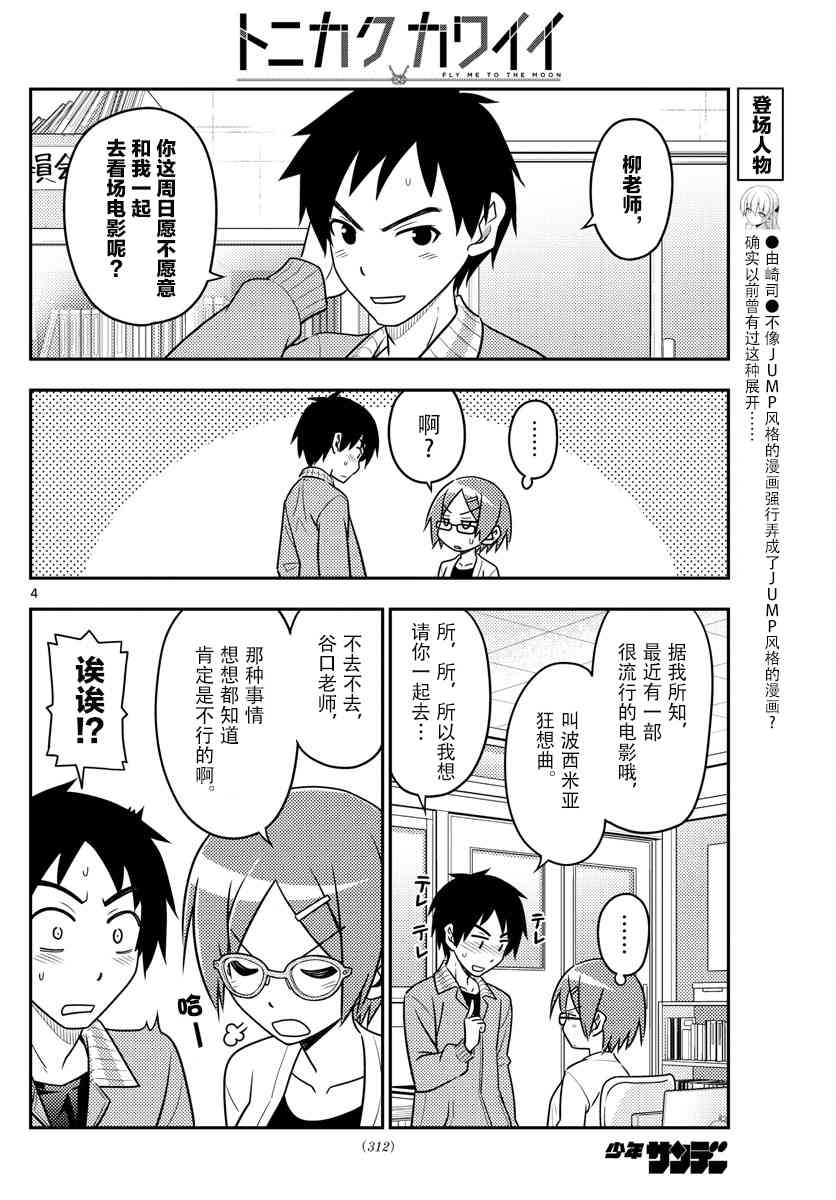 トニカクカワイイ
FLY ME TO THE MOON
登场人物
●由崎司●不像JUMP风格的漫画强行弄成了JUMP风格的漫画?
确实以前曾有过这种展开……
柳老师,
你这周日愿不愿意
和我一起
去看场电影呢?
員会
……
啊?
4
据我所知,
最近有一部
很流行的电影哦,
叫波西米亚
狂想曲。
所,所,所以我想
请你一起去…
……
テレ
テレ
不去不去,
谷口老师,
那种事情
想想都知道
肯定是不行的啊。
哈ー
诶诶!?
(312)
少年サンデー